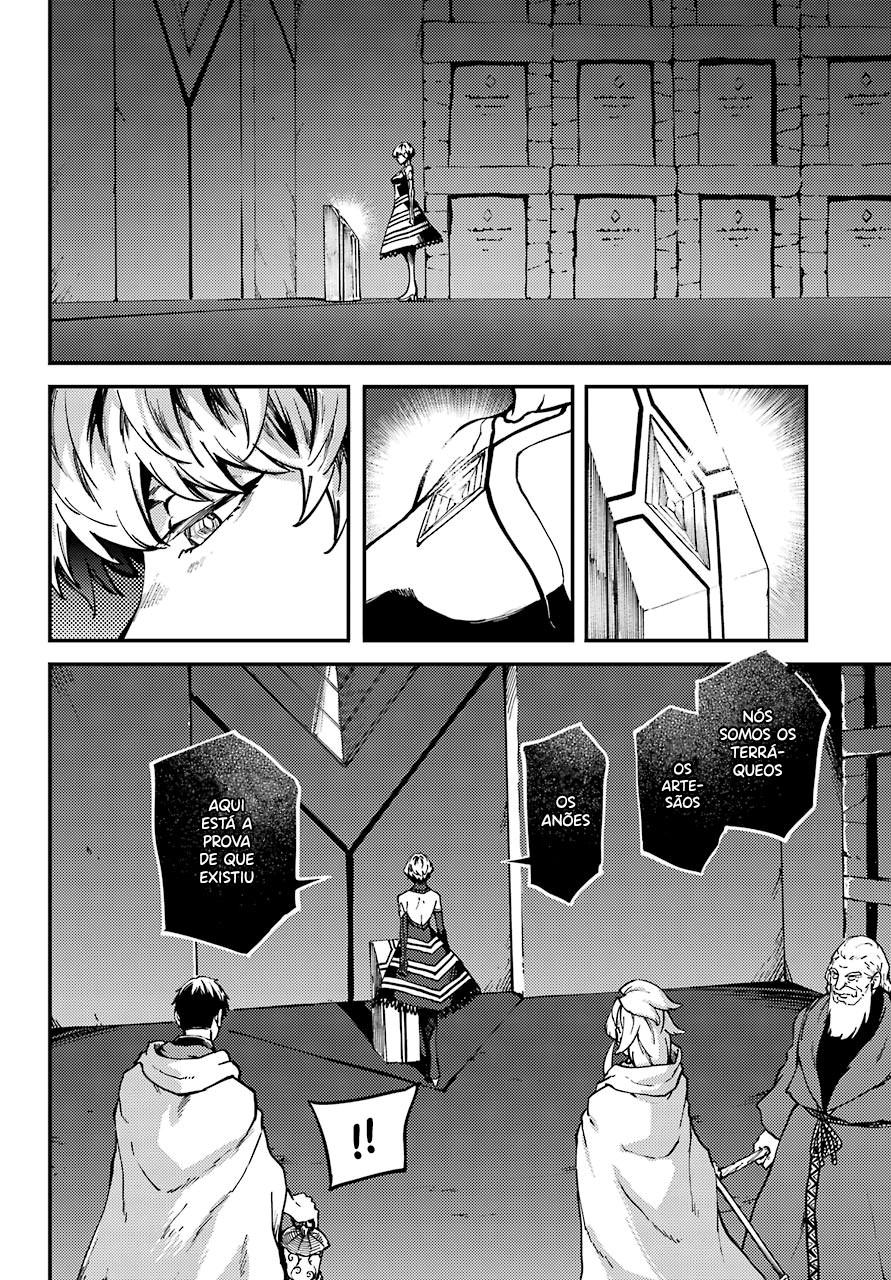 NÓS
SOMOS OS
TERRÁ-
QUEOS
OS
ARTE-
SÃOS
OS
ANÕES
AQUI
ESTÁ A
PROVA
DE QUE
EXISTIU
!!